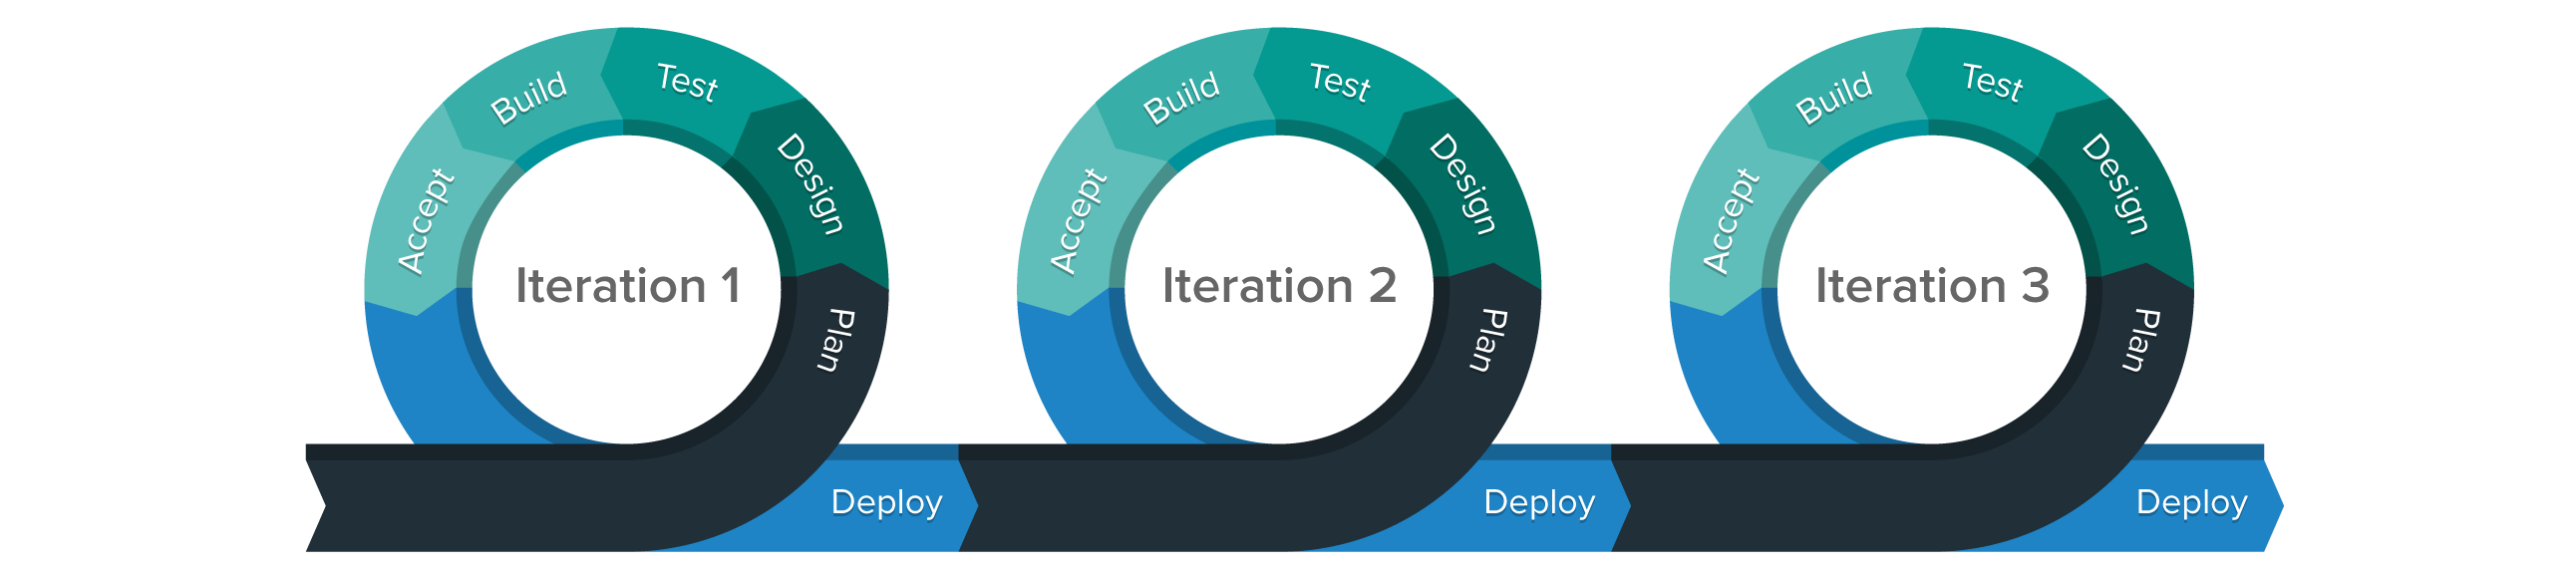 Build
Test
Design
Accept
Iteration 1
Plan
Deploy
Build
Test
Design
Accept
Iteration 2
Plan
Deploy
Build
Test
Design
Accept
Iteration 3
Plan
Deploy